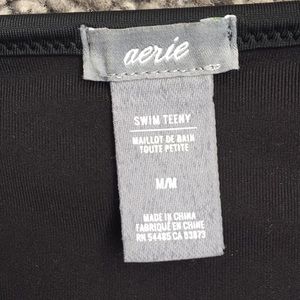 aerie
SWIM TEENY
MAILLOT DE BAIN
TOUTE PETITE
M/M
MADE IN CHINA
FABRIQUÉ EN CHINE
RN 54485 CA 03873